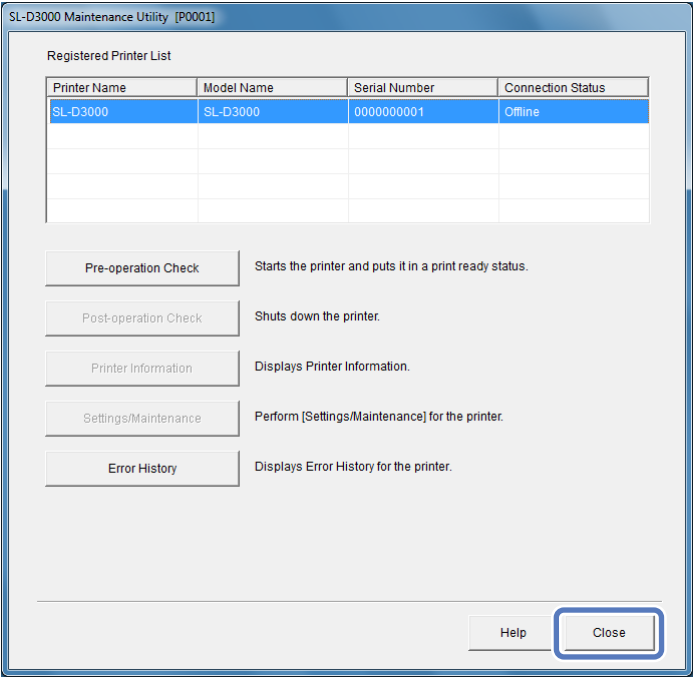 SL-D3000 Maintenance Utility [P0001]
Registered Printer List
Printer Name Model Name Serial Number Connection Status
SL-D3000 SL-D3000 0000000001 Offline
Pre-operation Check Starts the printer and puts it in a print ready status.
Post-operation Check Shuts down the printer.
Printer Information Displays Printer Information.
Settings/Maintenance Perform [Settings/Maintenance] for the printer.
Error History Displays Error History for the printer.
Help Close